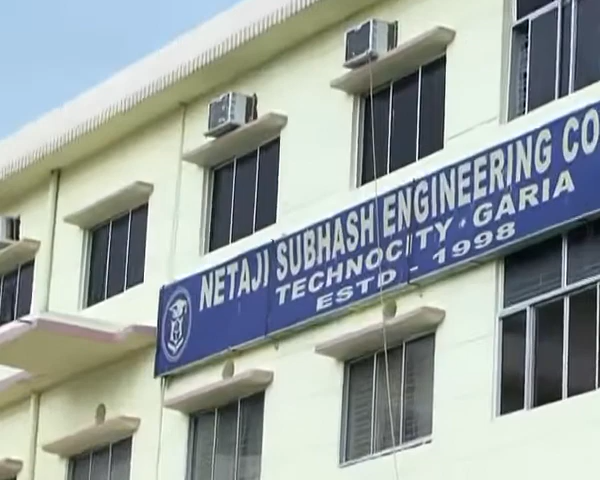 NETAJI SUBHASH ENGINEERING CO
TECHNOCITY · GARIA
ESTD - 1998